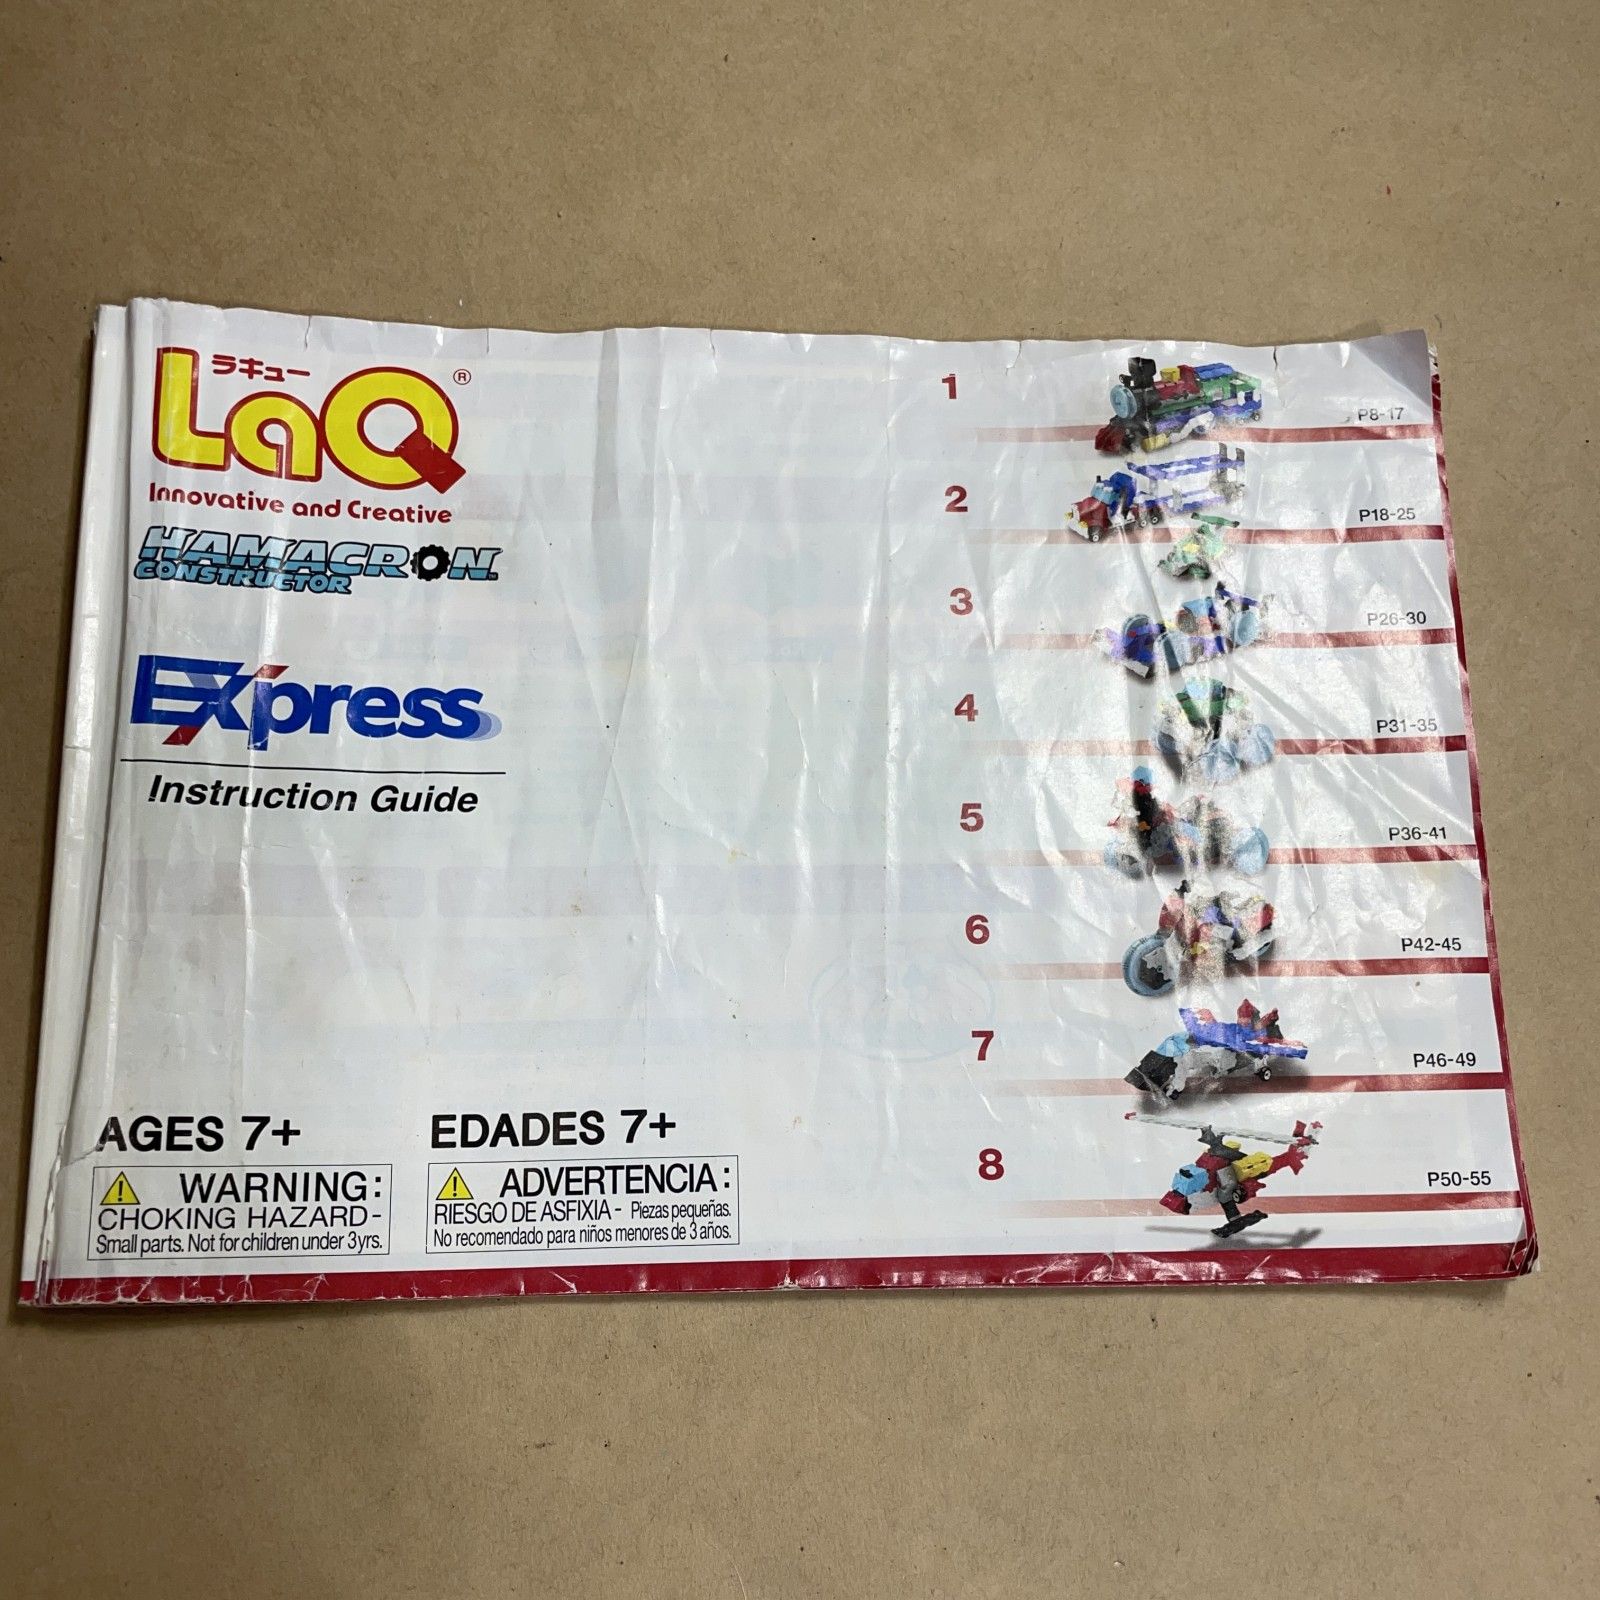 ラキュー
LaQ®
Innovative and Creative
HAMACRON
CONSTRUCTOR
Express
Instruction Guide
AGES 7+
WARNING:
CHOKING HAZARD-
Small parts. Not for children under 3yrs.
EDADES 7+
ADVERTENCIA:
RIESGO DE ASFIXIA - Piezas pequeñas.
No recomendado para niños menores de 3 años.
1 P8-17
2 P18-25
3 P26-30
4 P31-35
5 P36-41
6 P42-45
7 P46-49
8 P50-55